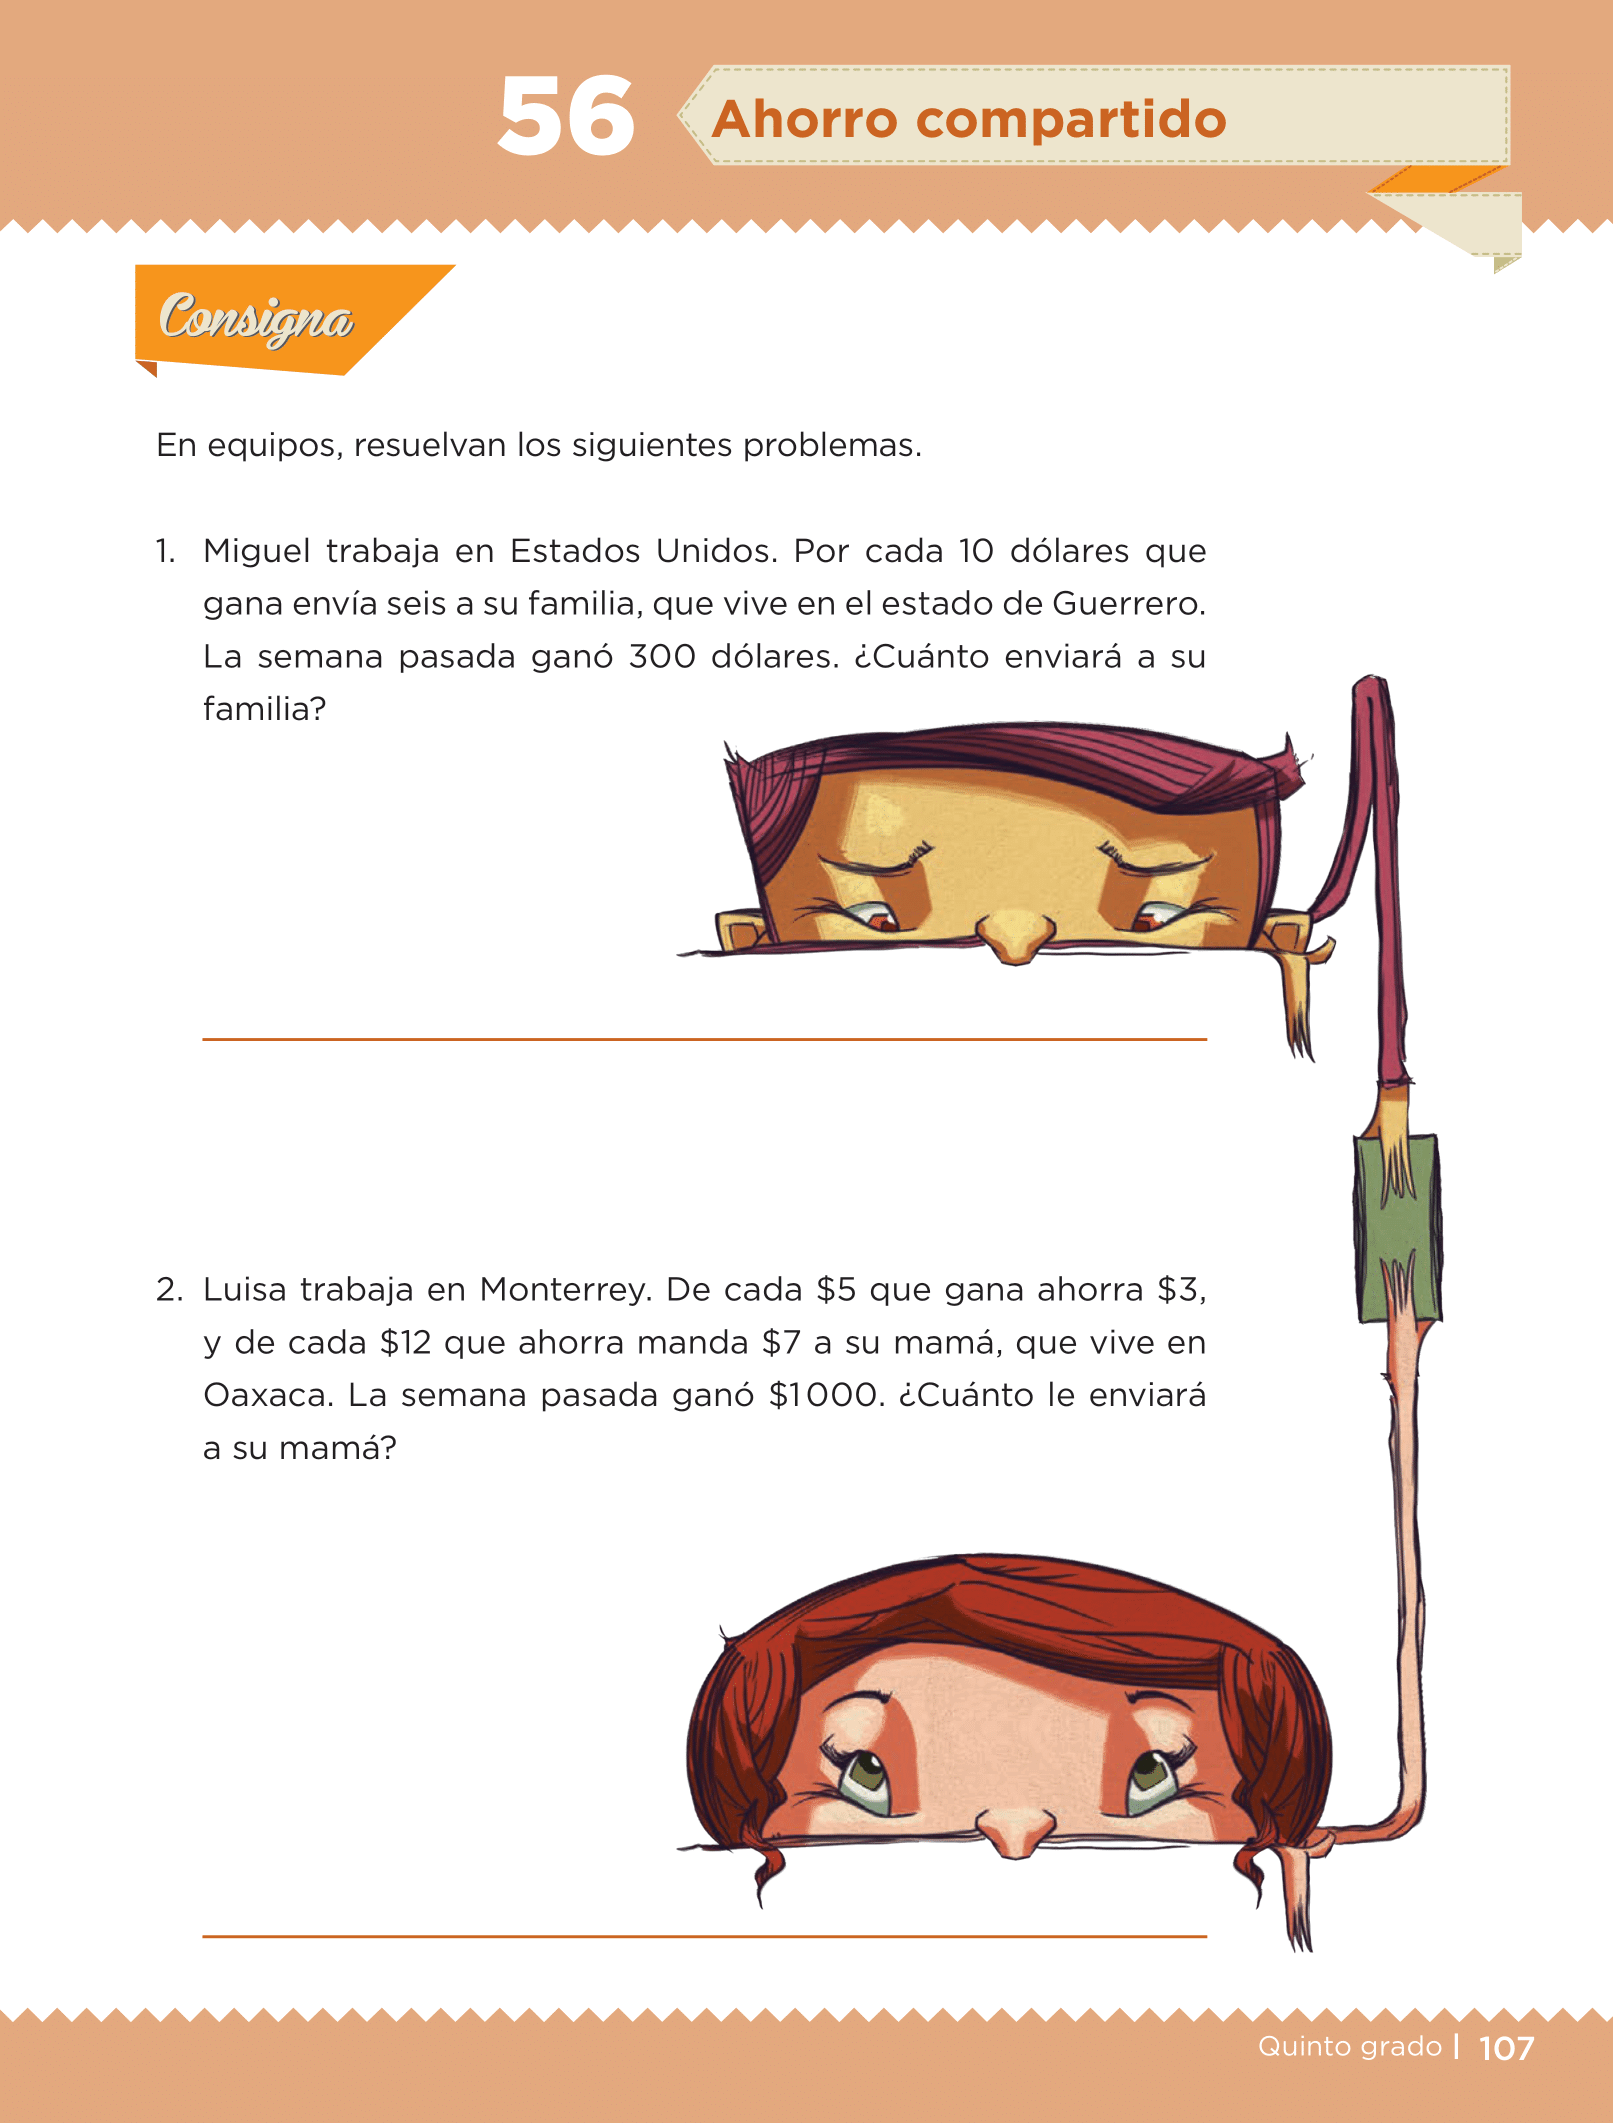 56
Ahorro compartido
Consigna
En equipos, resuelvan los siguientes problemas.
1. Miguel trabaja en Estados Unidos. Por cada 10 dólares que
gana envía seis a su familia, que vive en el estado de Guerrero.
La semana pasada ganó 300 dólares. ¿Cuánto enviará a su
familia?
2. Luisa trabaja en Monterrey. De cada $5 que gana ahorra $3,
y de cada $12 que ahorra manda $7 a su mamá, que vive en
Oaxaca. La semana pasada ganó $1 000. ¿Cuánto le enviará
a su mamá?
Quinto grado | 107